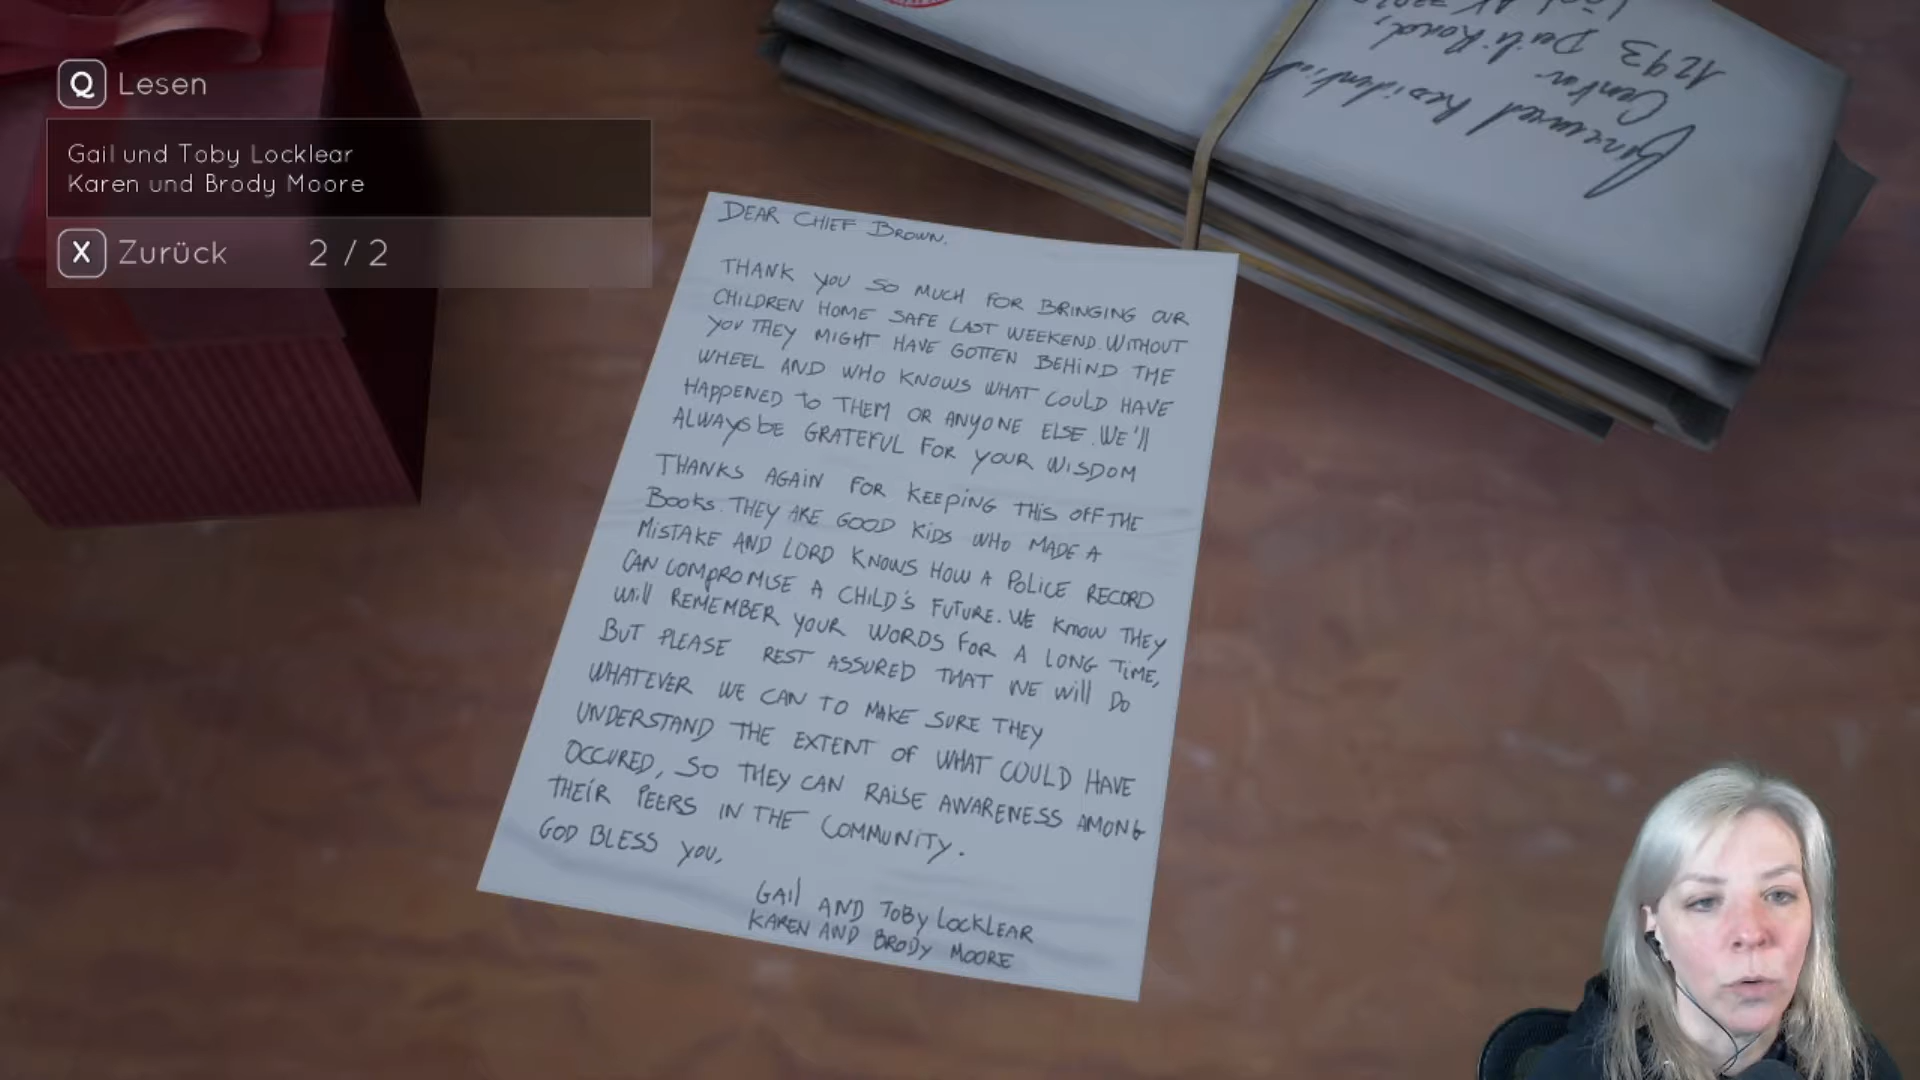 Q Lesen
Gail und Toby Locklear
Karen und Brody Moore
X Zurück 2 / 2
DEAR CHIEF BROWN.
THANK YOU SO MUCH FOR BRINGING OUR
CHILDREN HOME SAFE LAST WEEKEND. WITHOUT
YOU THEY MIGHT HAVE GOTTEN BEHIND THE
WHEEL AND WHO KNOWS WHAT COULD HAVE
HAPPENED TO THEM OR ANYONE ELSE. WE'll
ALWAYS BE GRATEFUL FOR YOUR WISDOM
THANKS AGAIN FOR KEEPING THIS OFF THE
BOOKS. THEY ARE GOOD KIDS WHO MADE A
MISTAKE AND LORD KNOWS HOW A POLICE RECORD
CAN COMPROMISE A CHILD'S FUTURE. WE KNOW THEY
Will REMEMBER YOUR WORDS FOR A LONG TIME,
BUT PLEASE REST ASSURED THAT WE Will DO
WHATEVER WE CAN TO MAKE SURE THEY
UNDERSTAND THE EXTENT OF WHAT COULD HAVE
OCCURED, SO THEY CAN RAISE AWARENESS AMONG
THEIR PEERS IN THE COMMUNITY.
GOD BLESS YOU,
GAIl AND TOBY LOCKLEAR
KAREN AND BRODY MOORE
Residential
Center
1293